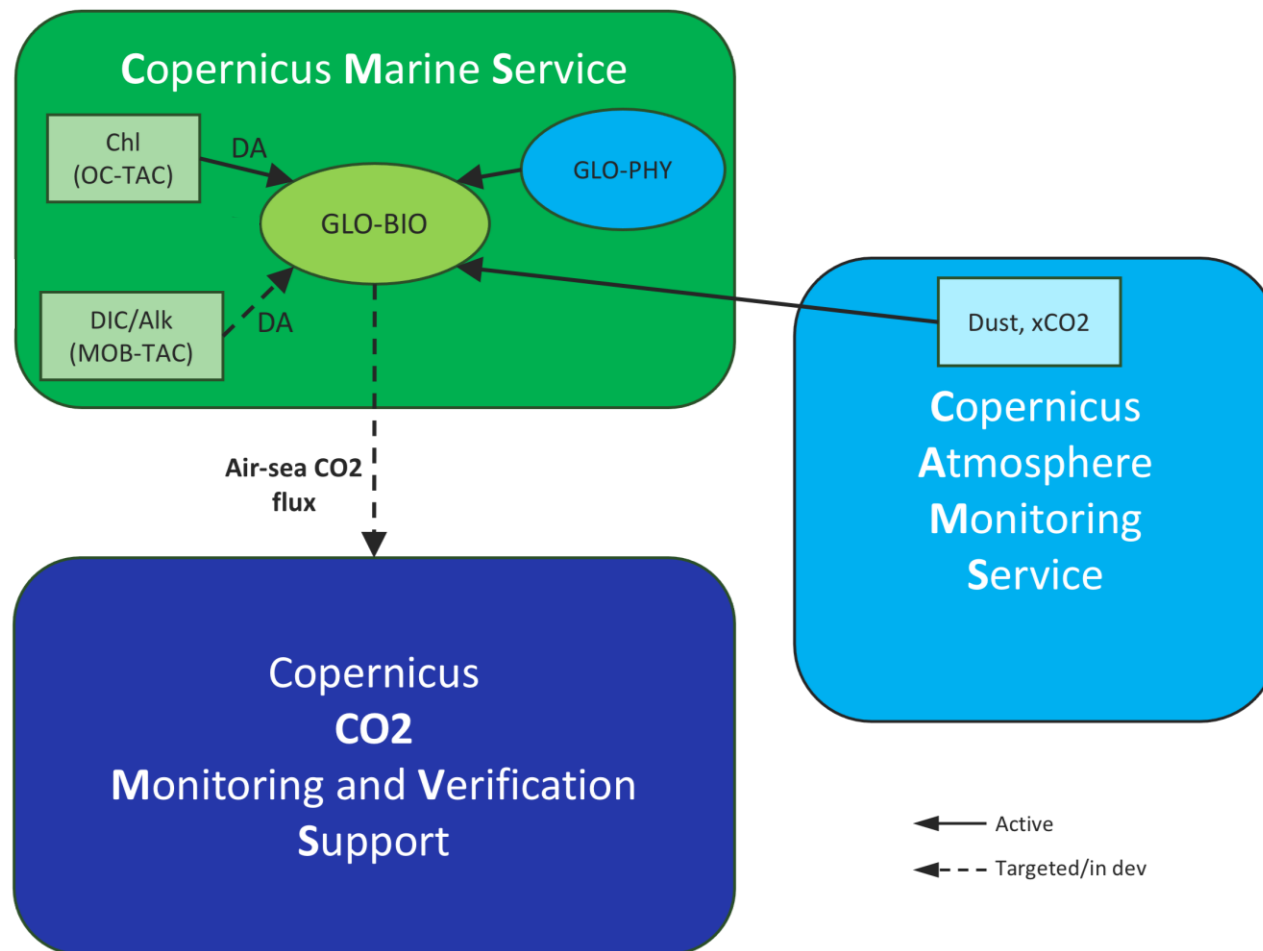 Copernicus Marine Service
Chl
(OC-TAC)
DA
GLO-PHY
GLO-BIO
DIC/Alk
(MOB-TAC)
DA
Dust, xCO2
Copernicus
Atmosphere
Monitoring
Service
Air-sea CO2
flux
Copernicus
CO2
Monitoring and Verification
Support
Active
Targeted/in dev